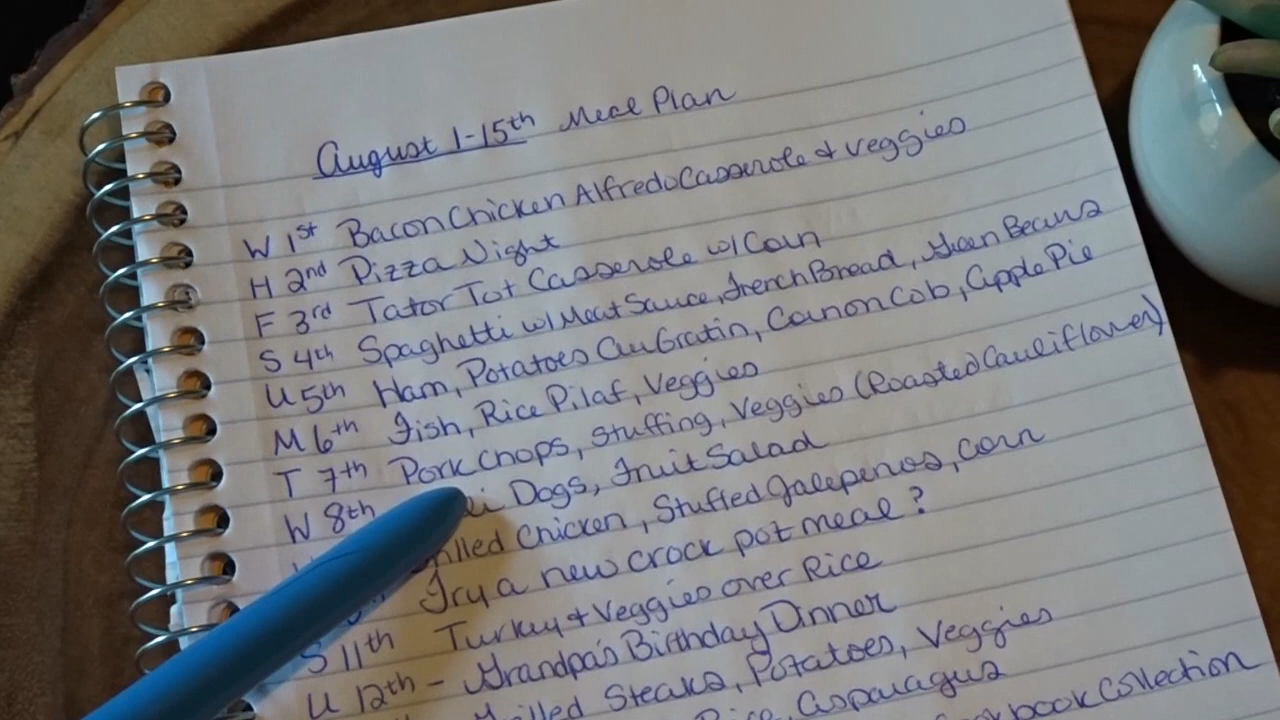 August 1-15th Meal Plan
W 1st Bacon Chicken Alfredo Casserole & Veggies
H 2nd Pizza Night
F 3rd Tator Tot Casserole w/ Corn
S 4th Spaghetti w/ Meat Sauce, French Bread, Green Beans
U 5th Ham, Potatoes Au Gratin, Corn on Cob, Apple Pie
M 6th Fish, Rice Pilaf, Veggies
T 7th Pork Chops, Stuffing, Veggies (Roasted Cauliflower)
W 8th Dogs, Fruit Salad
Chicken, Stuffed Jalepenos, Corn
Try a new crock pot meal?
S 11th Turkey & Veggies over Rice
U 12th - Grandpa's Birthday Dinner
Grilled Steaks, Potatoes, Veggies
Rice, Asparagus
Collection